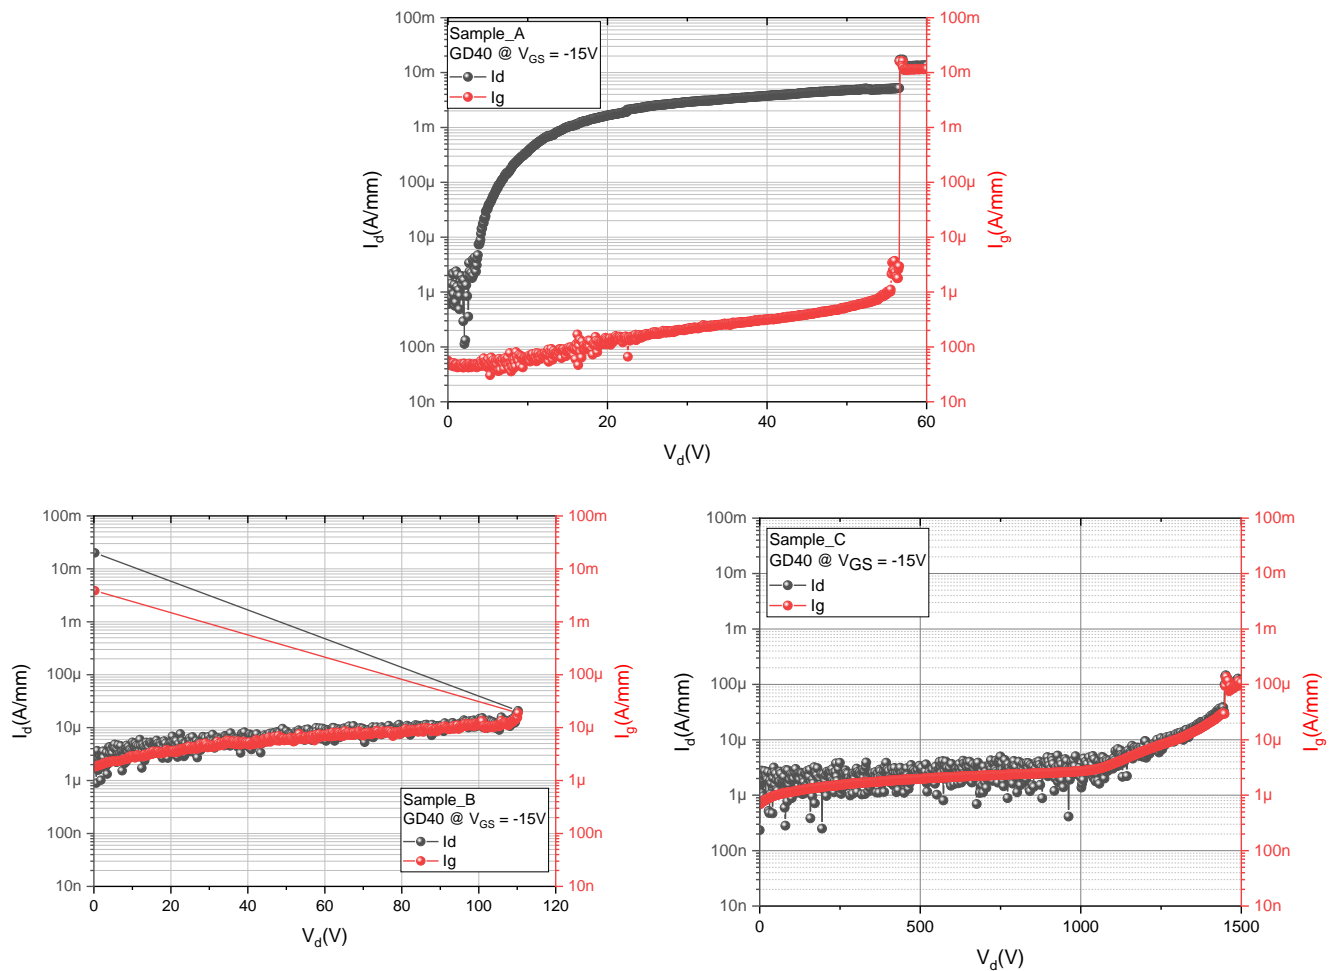 Sample_A
GD40 @ VGS = -15V
Id
Ig
100m
10m
1m
100µ
10µ
1µ
100n
10n
Id(A/mm)
100m
10m
1m
100µ
10µ
1µ
100n
10n
Ig(A/mm)
0 20 40 60
Vd(V)
100m
10m
1m
100µ
10µ
1µ
100n
10n
Id(A/mm)
Sample_B
GD40 @ VGS = -15V
Id
Ig
100m
10m
1m
100µ
10µ
1µ
100n
10n
Ig(A/mm)
0 20 40 60 80 100 120
Vd(V)
100m
10m
1m
100µ
10µ
1µ
100n
10n
Id(A/mm)
Sample_C
GD40 @ VGS = -15V
Id
Ig
100m
10m
1m
100µ
10µ
1µ
100n
10n
Ig(A/mm)
0 500 1000 1500
Vd(V)